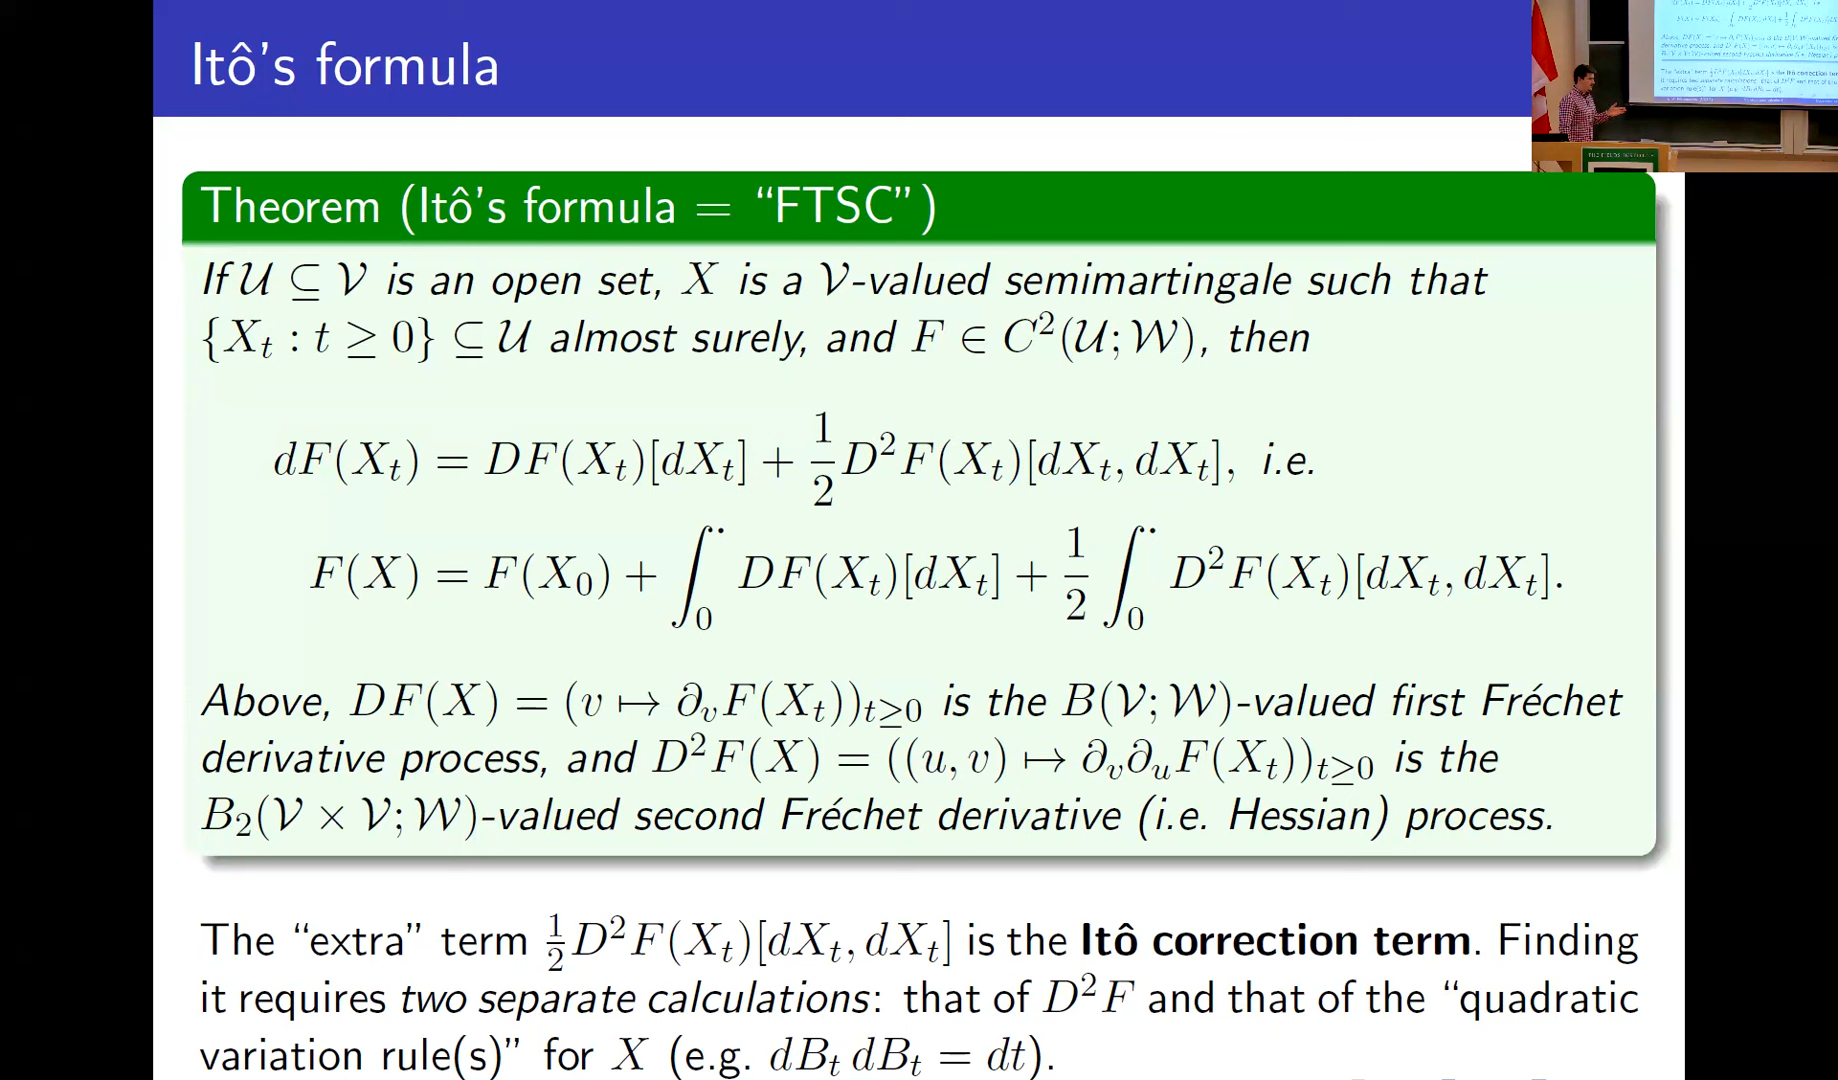 Itô's formula
Theorem (Itô's formula = “FTSC”)
If 𝒰 ⊆ 𝒱 is an open set, X is a 𝒱-valued semimartingale such that
{X_t : t ≥ 0} ⊆ 𝒰 almost surely, and F ∈ C²(𝒰; 𝒲), then
dF(X_t) = DF(X_t)[dX_t] + 1/2 D²F(X_t)[dX_t, dX_t], i.e.
F(X) = F(X_0) + ∫_0^· DF(X_t)[dX_t] + 1/2 ∫_0^· D²F(X_t)[dX_t, dX_t].
Above, DF(X) = (v ↦ ∂_v F(X_t))_{t≥0} is the B(𝒱; 𝒲)-valued first Fréchet
derivative process, and D²F(X) = ((u, v) ↦ ∂_v ∂_u F(X_t))_{t≥0} is the
B_2(𝒱 × 𝒱; 𝒲)-valued second Fréchet derivative (i.e. Hessian) process.
The “extra” term 1/2 D²F(X_t)[dX_t, dX_t] is the Itô correction term. Finding
it requires two separate calculations: that of D²F and that of the “quadratic
variation rule(s)” for X (e.g. dB_t dB_t = dt).